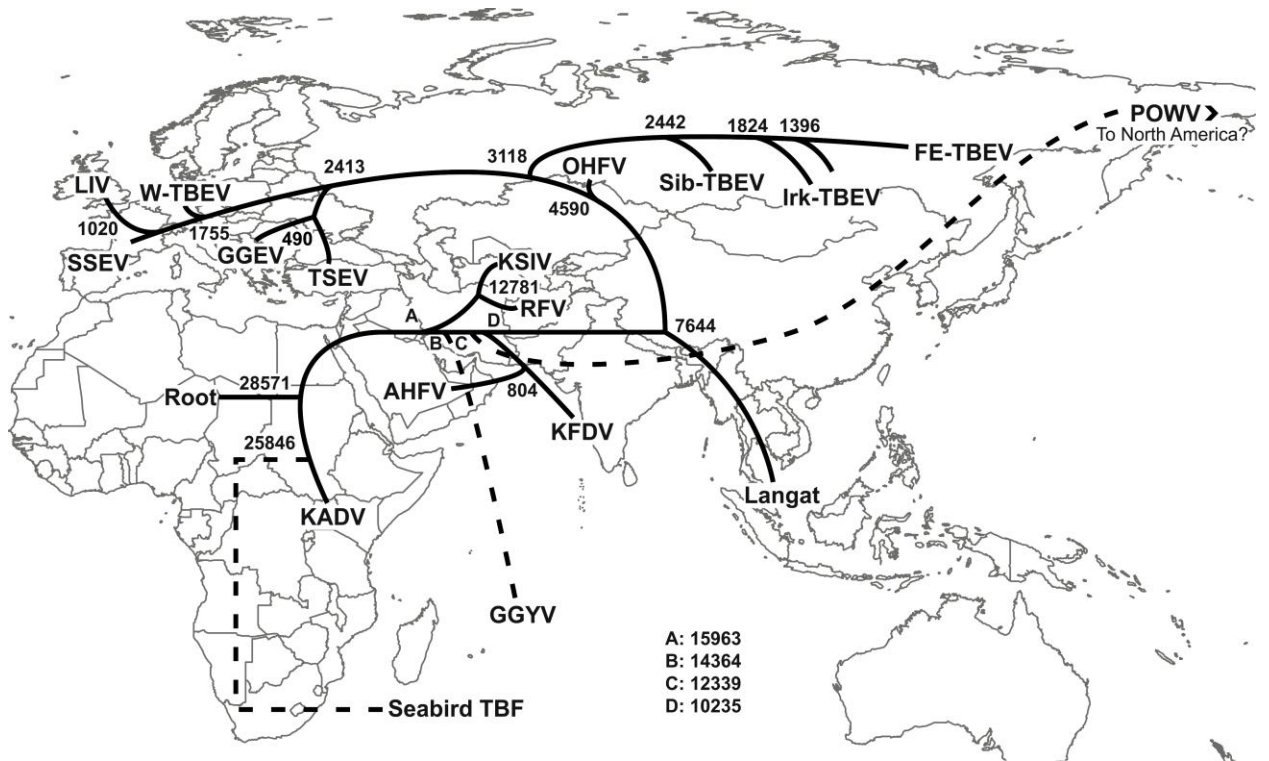 POWV
To North America?
2442
1824
1396
FE-TBEV
3118
OHFV
Sib-TBEV
Irk-TBEV
2413
LIV
W-TBEV
4590
1020
1755
490
GGEV
SSEV
TSEV
KSIV
12781
RFV
A
D
B
C
7644
28571
Root
AHFV
804
KFDV
25846
Langat
KADV
GGYV
A: 15963
B: 14364
C: 12339
D: 10235
Seabird TBF